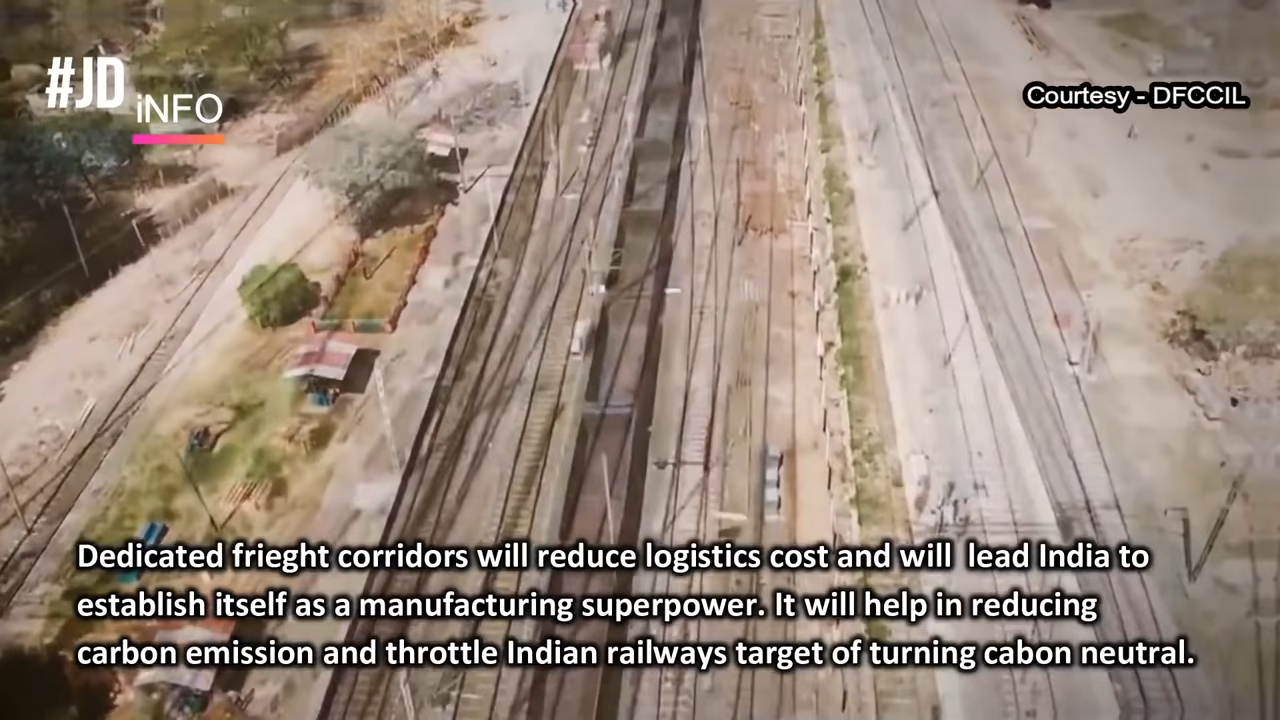 #JD
iNFO
Courtesy - DFCCIL
Dedicated frieght corridors will reduce logistics cost and will  lead India to
establish itself as a manufacturing superpower. It will help in reducing
carbon emission and throttle Indian railways target of turning cabon neutral.